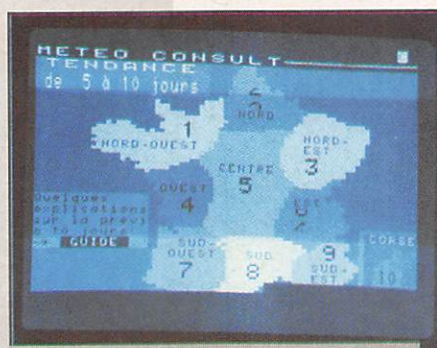 METEO CONSULT
TENDANCE
de 5 à 10 jours
2
NORD
1
NORD-OUEST
NORD-
EST
3
CENTRE
5
OUEST
4
EST
6
Quelques
explications
sur la prévi
à 10 jours
GUIDE
SUD-
OUEST
7
SUD
8
9
SUD-
EST
CORSE
10